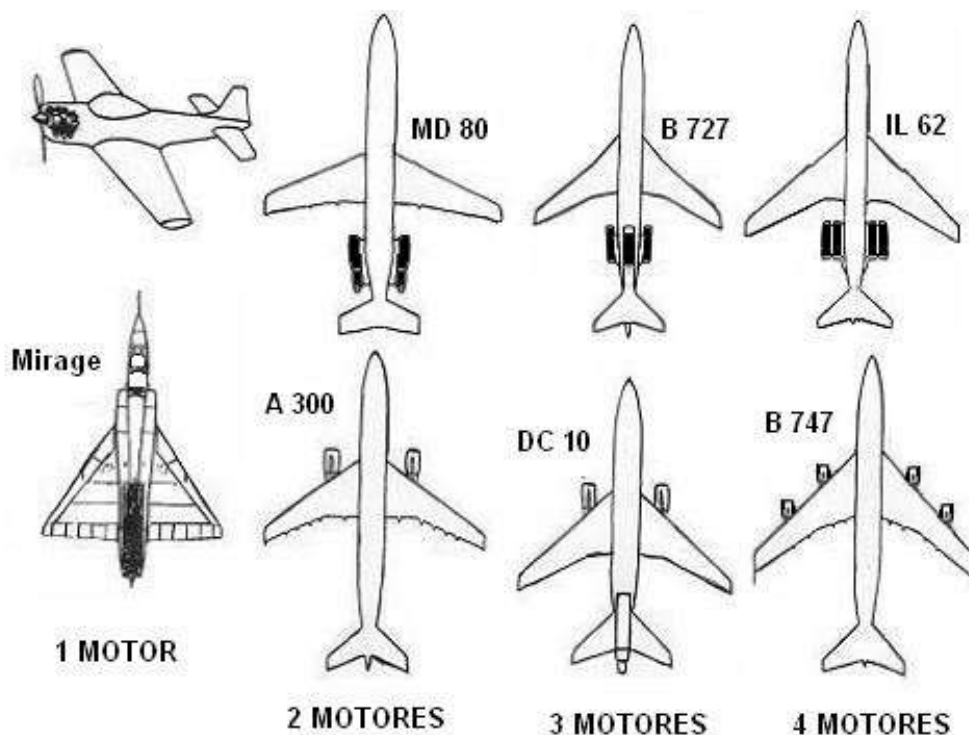 MD 80
B 727
IL 62
Mirage
A 300
DC 10
B 747
1 MOTOR
2 MOTORES
3 MOTORES
4 MOTORES